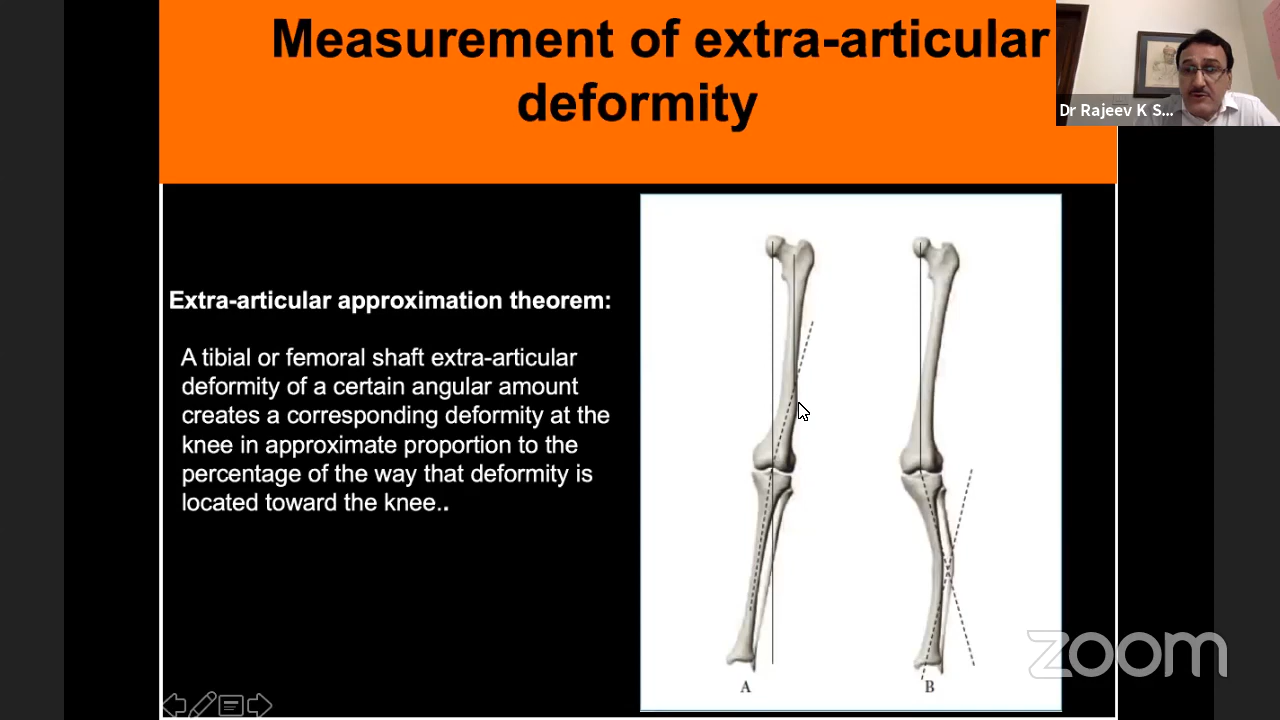 Measurement of extra-articular
deformity
Dr Rajeev K S...
Extra-articular approximation theorem:
A tibial or femoral shaft extra-articular
deformity of a certain angular amount
creates a corresponding deformity at the
knee in approximate proportion to the
percentage of the way that deformity is
located toward the knee..
A
B
zoom